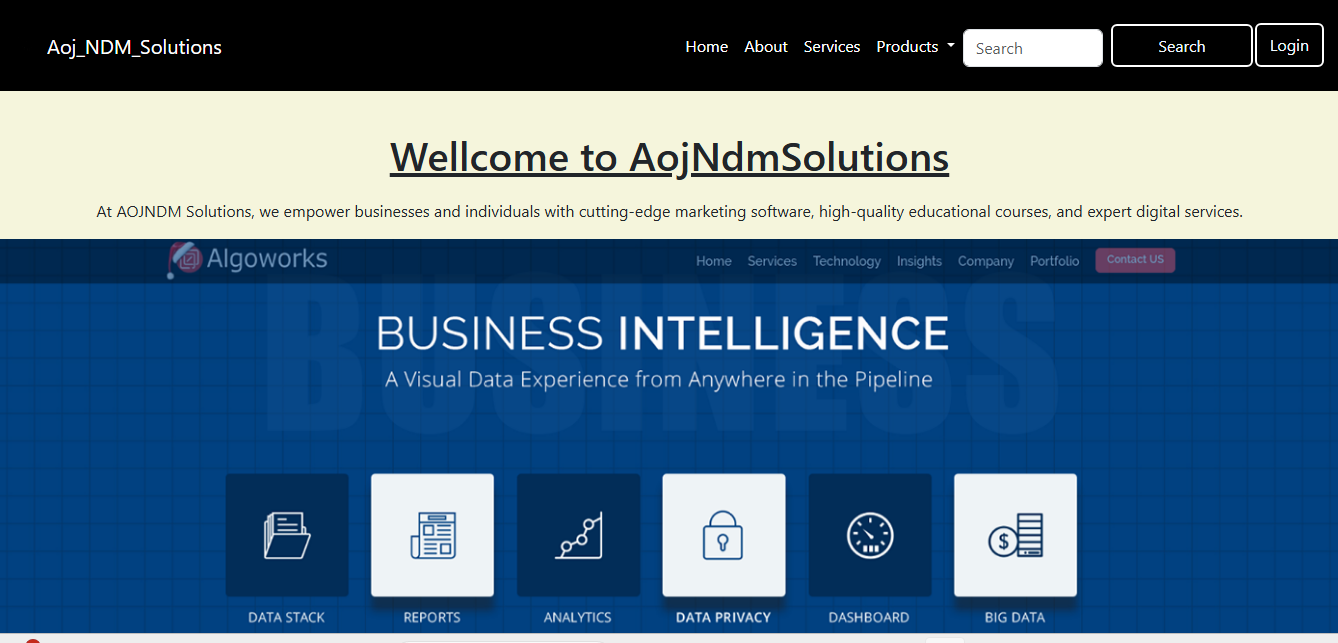 Aoj_NDM_Solutions Home About Services Products Search Search Login
Wellcome to AojNdmSolutions
At AOJNDM Solutions, we empower businesses and individuals with cutting-edge marketing software, high-quality educational courses, and expert digital services.
Algoworks Home Services Technology Insights Company Portfolio Contact US
BUSINESS
BUSINESS INTELLIGENCE
A Visual Data Experience from Anywhere in the Pipeline
DATA STACK REPORTS ANALYTICS DATA PRIVACY DASHBOARD BIG DATA